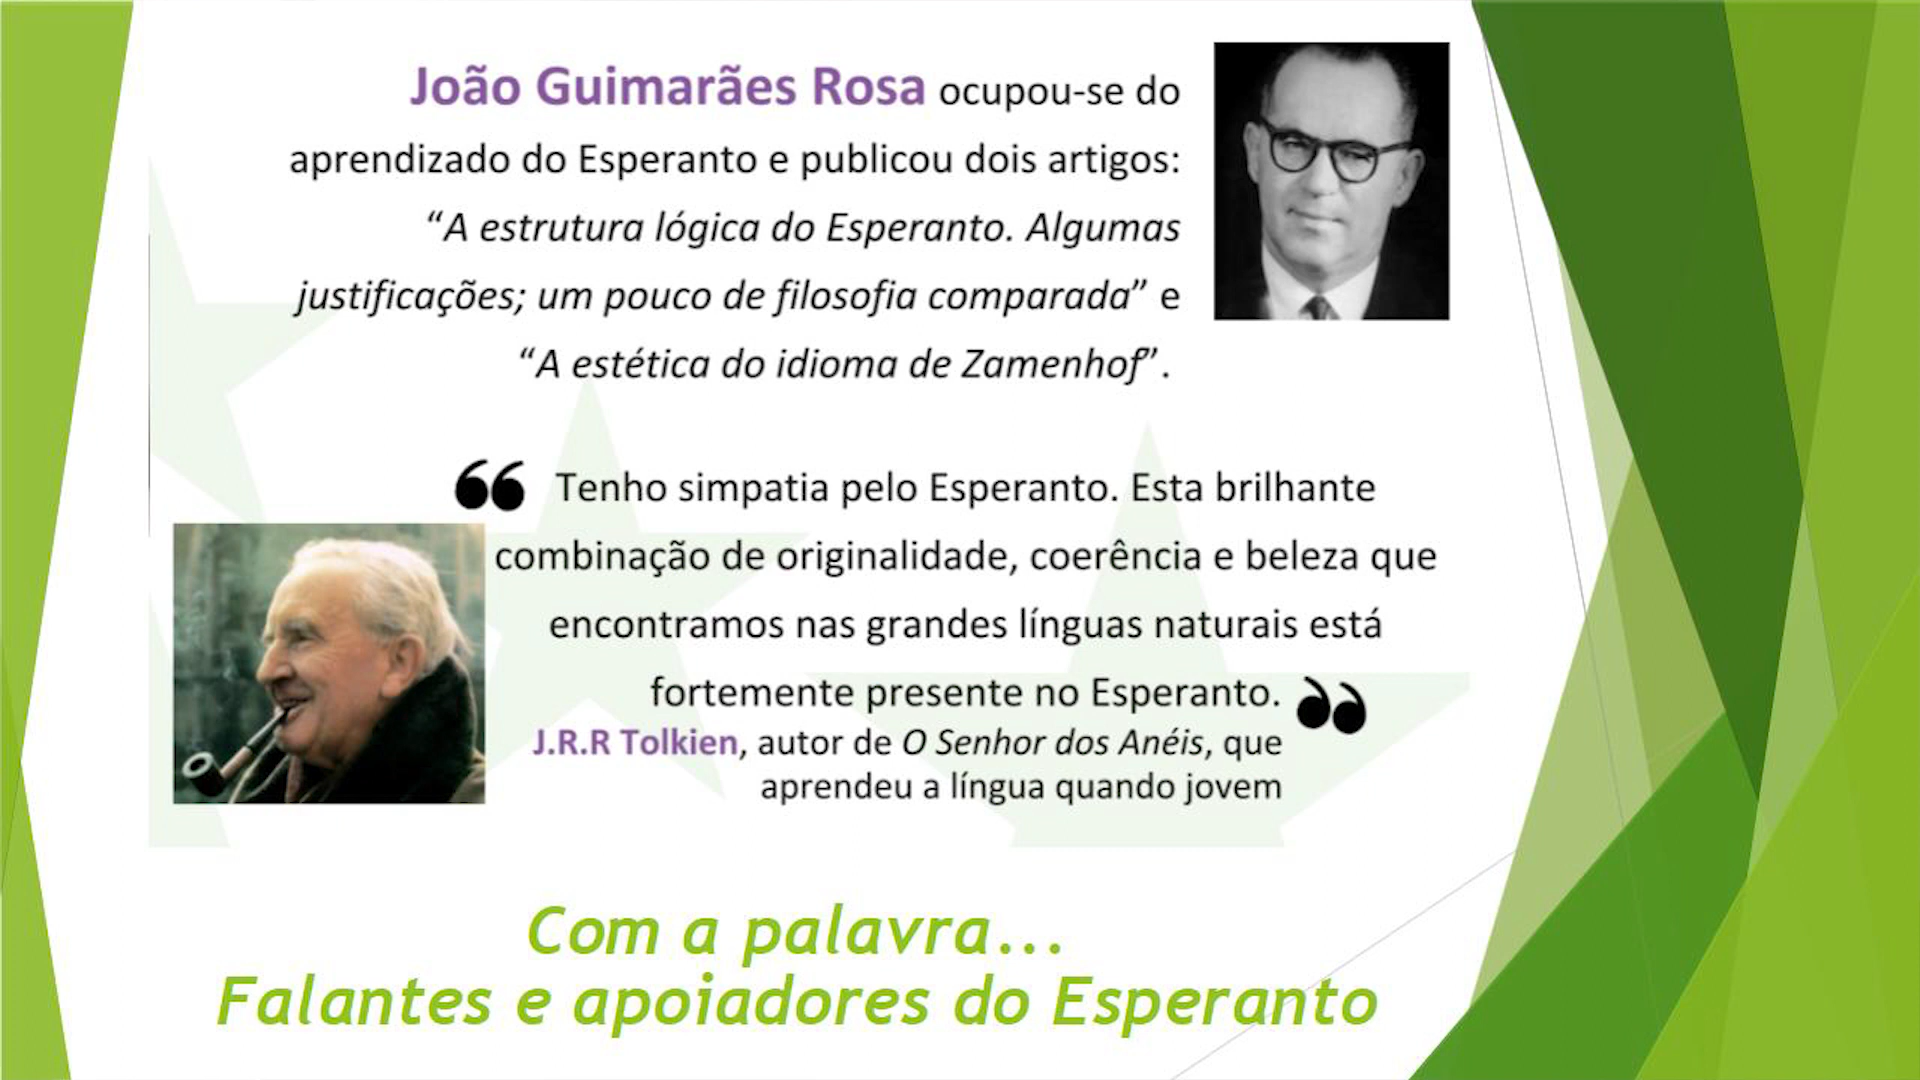 João Guimarães Rosa ocupou-se do
aprendizado do Esperanto e publicou dois artigos:
“A estrutura lógica do Esperanto. Algumas
justificações; um pouco de filosofia comparada” e
“A estética do idioma de Zamenhof”.
“ Tenho simpatia pelo Esperanto. Esta brilhante
combinação de originalidade, coerência e beleza que
encontramos nas grandes línguas naturais está
fortemente presente no Esperanto. ”
J.R.R Tolkien, autor de O Senhor dos Anéis, que
aprendeu a língua quando jovem
Com a palavra...
Falantes e apoiadores do Esperanto